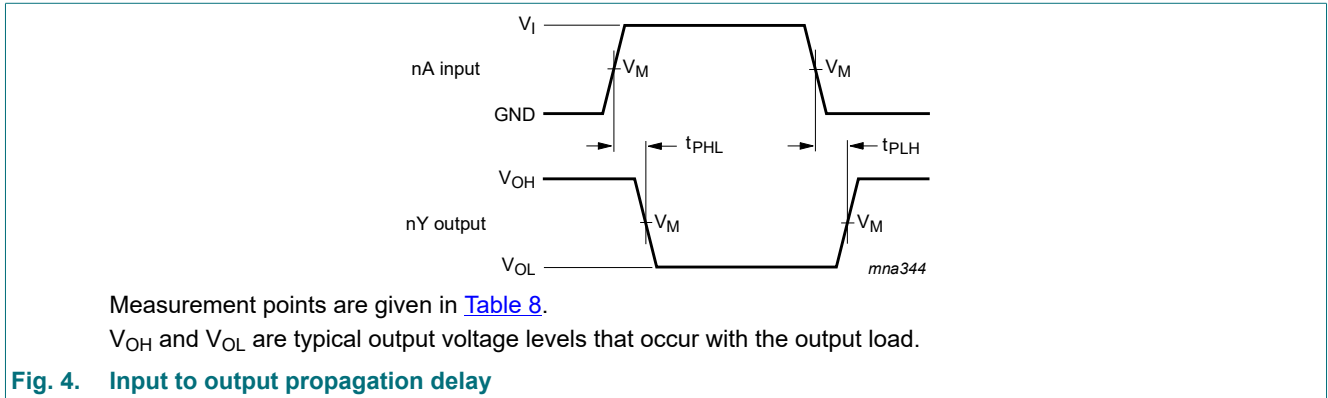 VI
nA input
VM
VM
GND
tPHL
tPLH
VOH
nY output
VM
VM
VOL
mna344
Measurement points are given in Table 8.
VOH and VOL are typical output voltage levels that occur with the output load.
Fig. 4. Input to output propagation delay